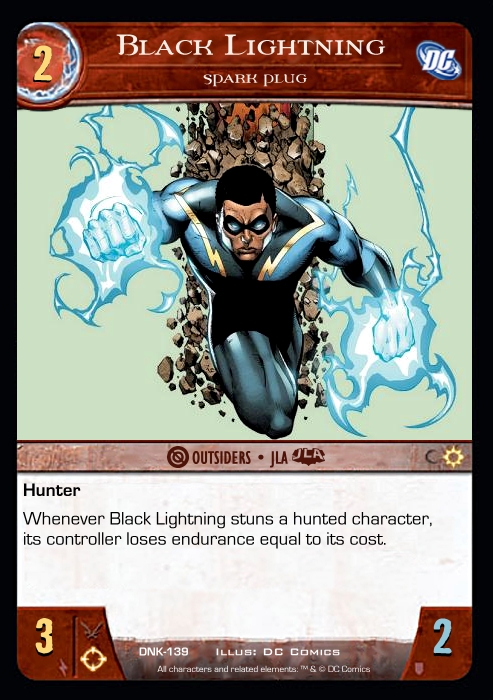 2
BLACK LIGHTNING
SPARK PLUG
DC
OUTSIDERS • JLA JLA
C
Hunter
Whenever Black Lightning stuns a hunted character,
its controller loses endurance equal to its cost.
3
DNK-139 ILLUS: DC COMICS
2
All characters and related elements: ™ & © DC Comics